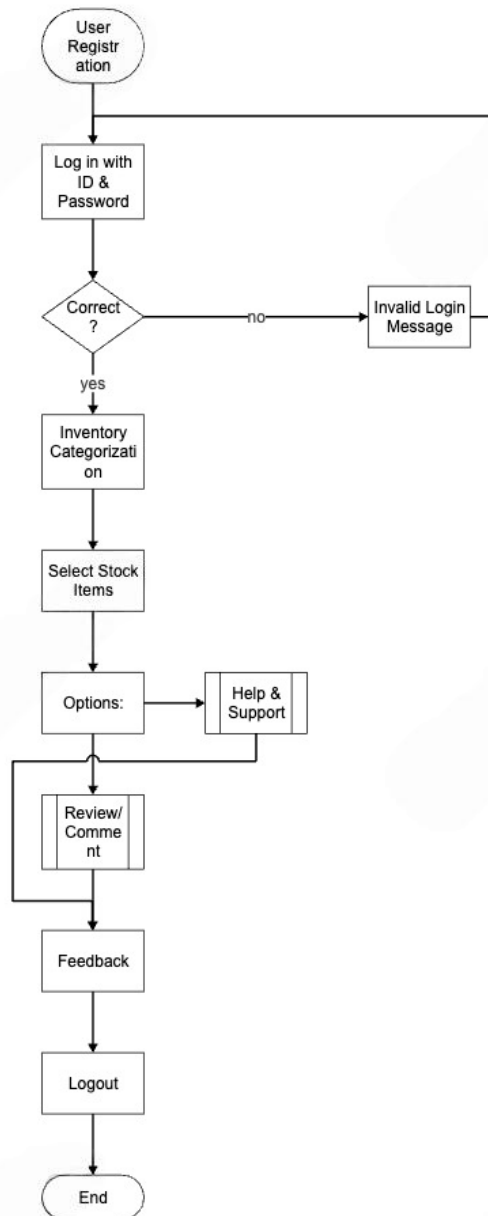 User
Registr
ation
Log in with
ID &
Password
Correct
?
no
Invalid Login
Message
yes
Inventory
Categorizati
on
Select Stock
Items
Options:
Help &
Support
Review/
Comme
nt
Feedback
Logout
End